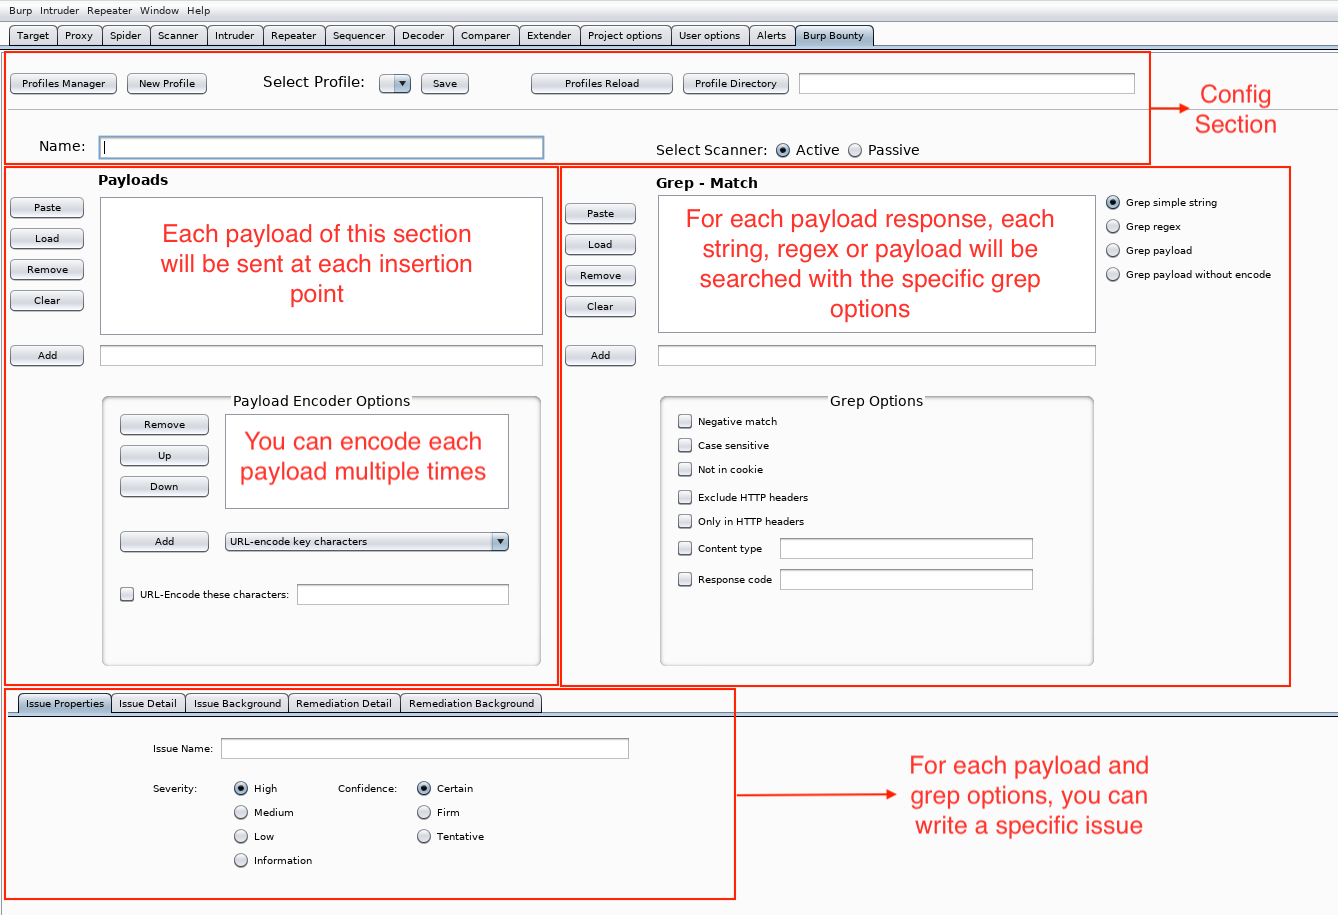 Burp Intruder Repeater Window Help
Target Proxy Spider Scanner Intruder Repeater Sequencer Decoder Comparer Extender Project options User options Alerts Burp Bounty
Profiles Manager New Profile Select Profile: Save Profiles Reload Profile Directory
Config
Section
Name:
Select Scanner: Active Passive
Payloads
Paste
Load
Remove
Clear
Each payload of this section
will be sent at each insertion
point
Add
Payload Encoder Options
Remove
Up
Down
You can encode each
payload multiple times
Add URL-encode key characters
URL-Encode these characters:
Grep - Match
Paste
Load
Remove
Clear
For each payload response, each
string, regex or payload will be
searched with the specific grep
options
Grep simple string
Grep regex
Grep payload
Grep payload without encode
Add
Grep Options
Negative match
Case sensitive
Not in cookie
Exclude HTTP headers
Only in HTTP headers
Content type
Response code
Issue Properties Issue Detail Issue Background Remediation Detail Remediation Background
Issue Name:
Severity: High Confidence: Certain
Medium Firm
Low Tentative
Information
For each payload and
grep options, you can
write a specific issue